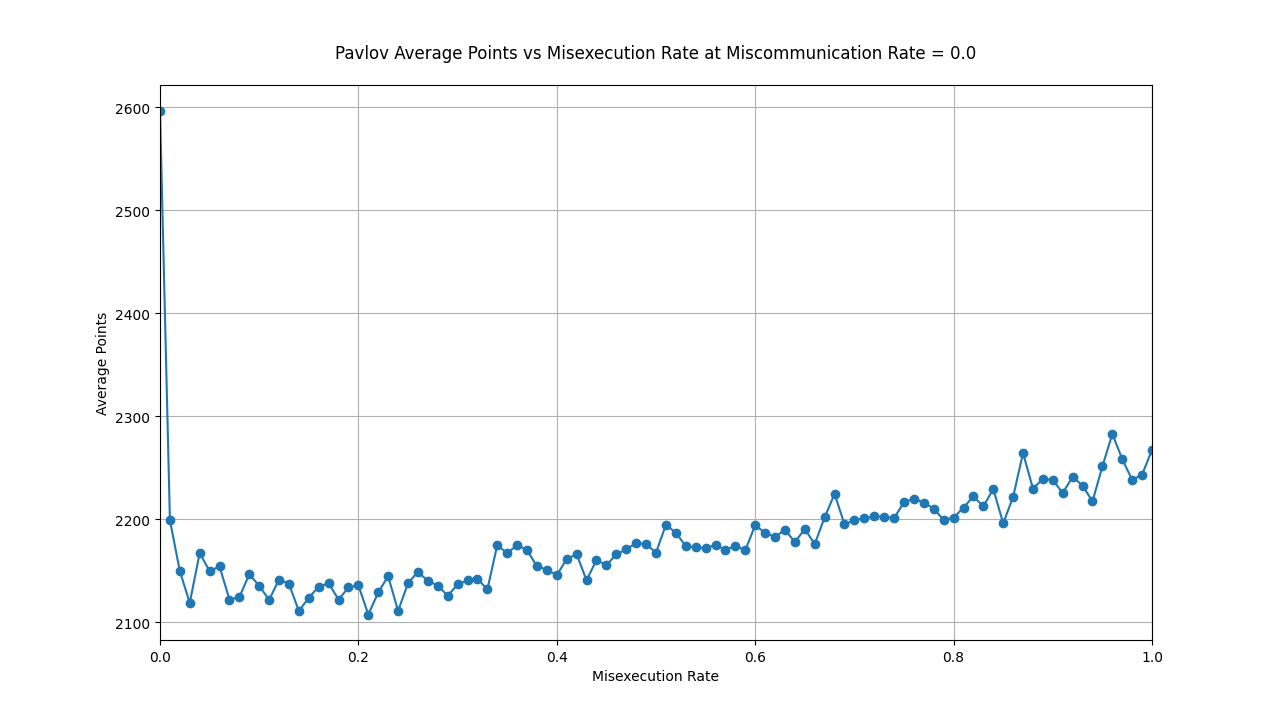 Pavlov Average Points vs Misexecution Rate at Miscommunication Rate = 0.0
Average Points
2600
2500
2400
2300
2200
2100
0.0 0.2 0.4 0.6 0.8 1.0
Misexecution Rate